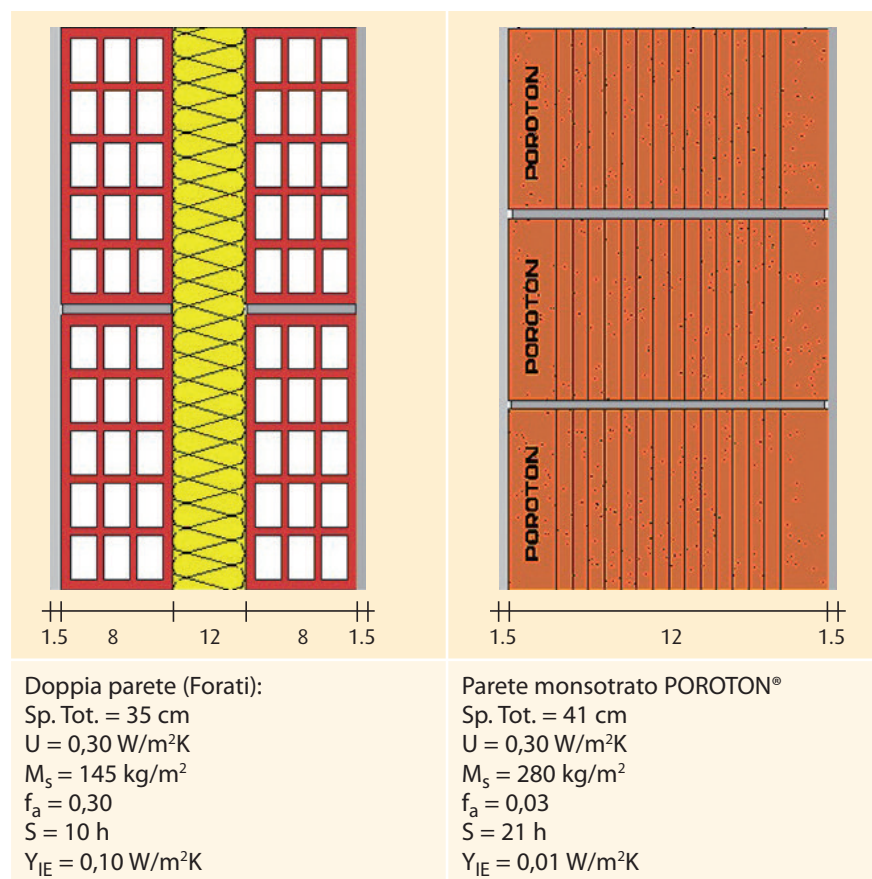 POROTON
POROTON
POROTON
1.5 8 12 8 1.5
1.5 12 1.5
Doppia parete (Forati):
Sp. Tot. = 35 cm
U = 0,30 W/m²K
Mₛ = 145 kg/m²
fₐ = 0,30
S = 10 h
Y_IE = 0,10 W/m²K
Parete monsotrato POROTON®
Sp. Tot. = 41 cm
U = 0,30 W/m²K
Mₛ = 280 kg/m²
fₐ = 0,03
S = 21 h
Y_IE = 0,01 W/m²K